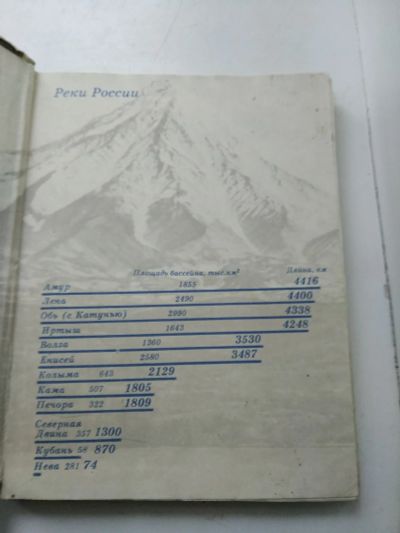 Реки России
Площадь бассейна, тыс.км² Длина, км
Амур 1855 4416
Лена 2490 4400
Обь (с Катунью) 2990 4338
Иртыш 1643 4248
Волга 1360 3530
Енисей 2580 3487
Колыма 643 2129
Кама 507 1805
Печора 322 1809
Северная
Двина 357 1300
Кубань 58 870
Нева 281 74